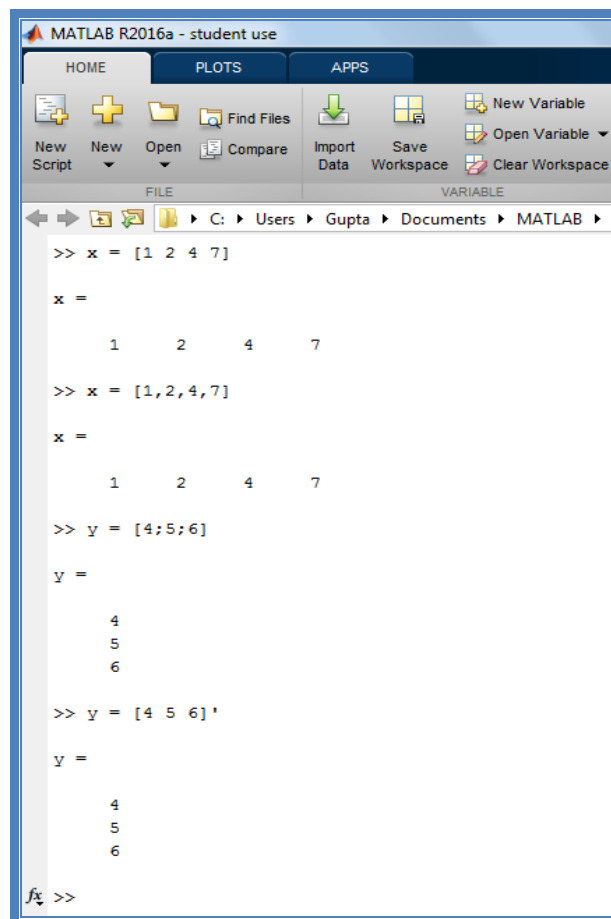 MATLAB R2016a - student use
HOME PLOTS APPS
New Script
New
Open
Find Files
Compare
Import Data
Save Workspace
New Variable
Open Variable
Clear Workspace
FILE VARIABLE
C: Users Gupta Documents MATLAB
>> x = [1 2 4 7]
x =
1 2 4 7
>> x = [1,2,4,7]
x =
1 2 4 7
>> y = [4;5;6]
y =
4
5
6
>> y = [4 5 6]'
y =
4
5
6
fx >>